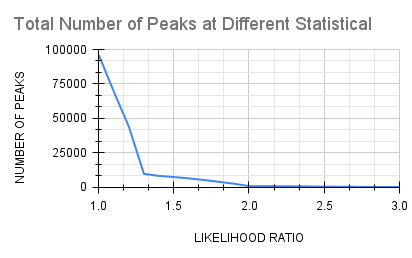 Total Number of Peaks at Different Statistical
100000
75000
50000
25000
0
NUMBER OF PEAKS
1.0 1.5 2.0 2.5 3.0
LIKELIHOOD RATIO